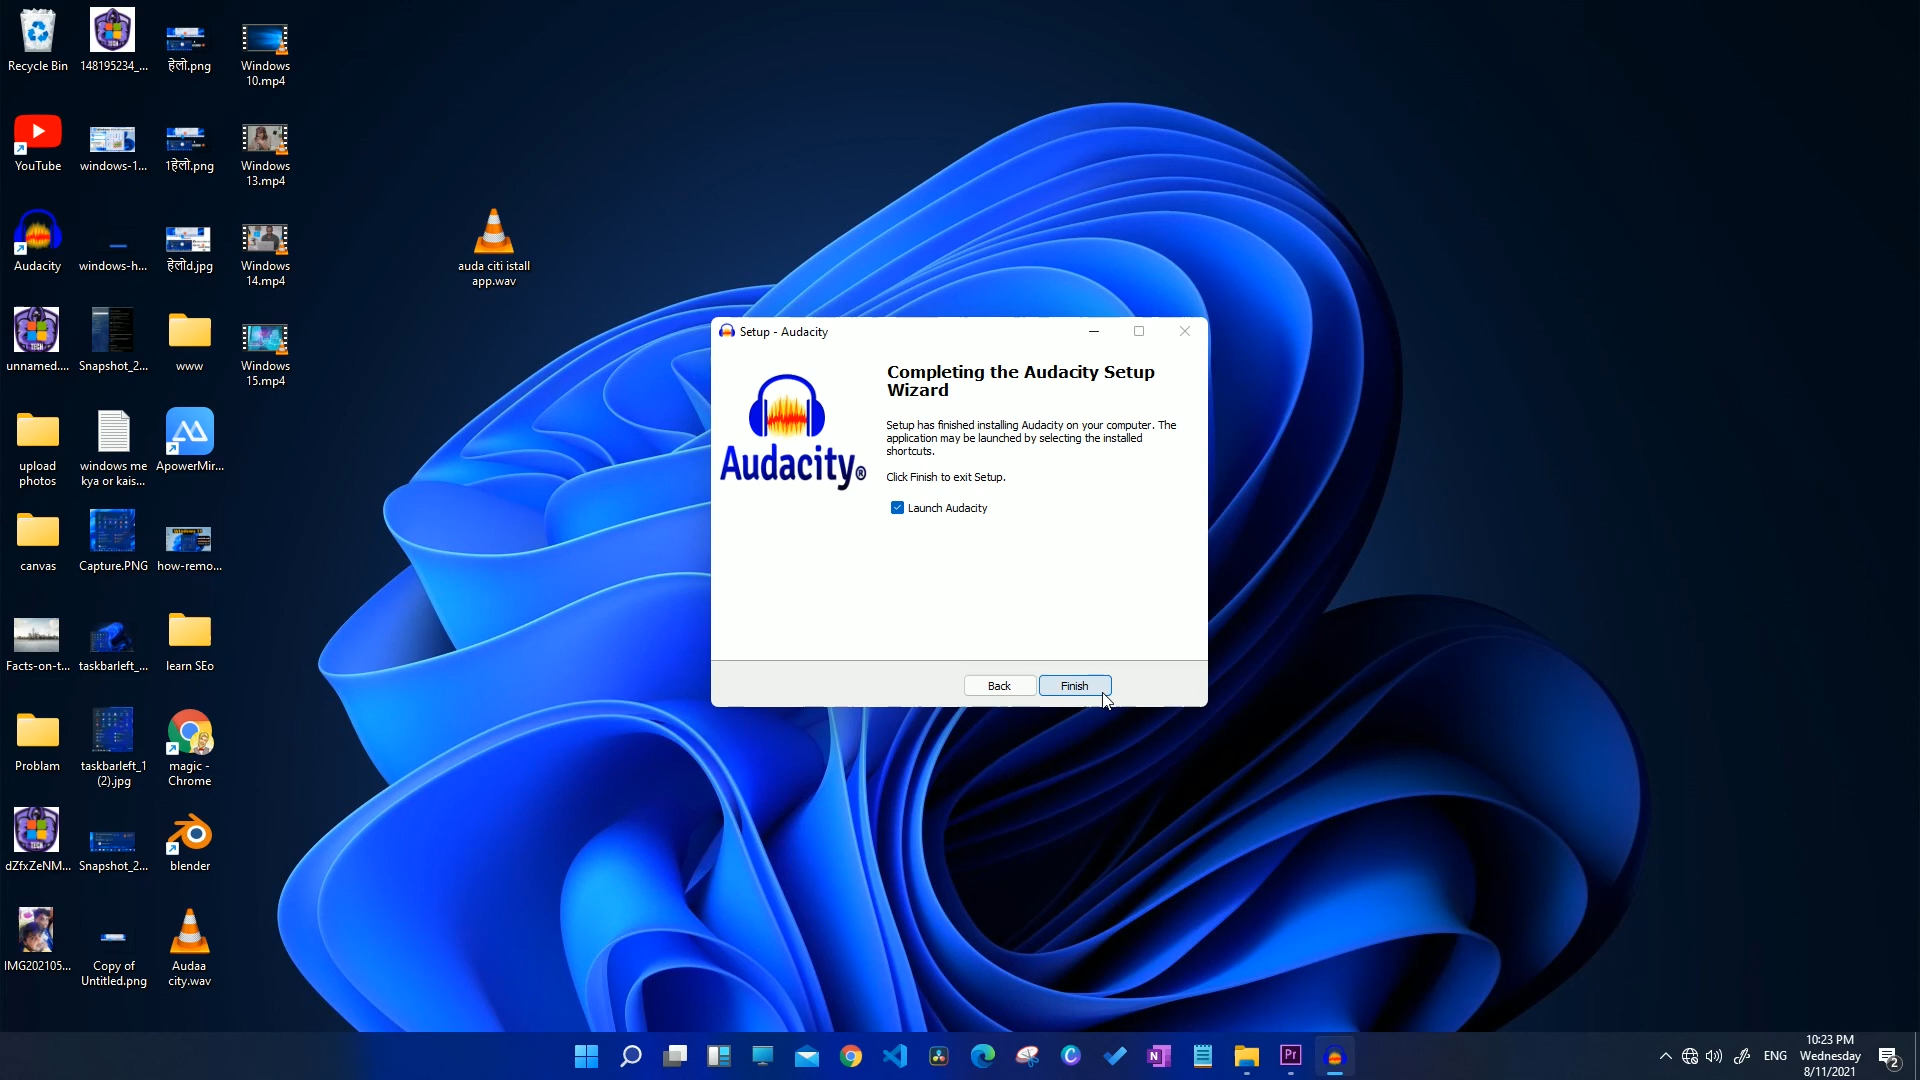 Recycle Bin
148195234_...
हेलो.png
Windows
10.mp4
YouTube
windows-1...
1हेलो.png
Windows
13.mp4
Audacity
windows-h...
हेलोd.jpg
Windows
14.mp4
auda citi istall
app.wav
unnamed....
Snapshot_2...
www
Windows
15.mp4
upload
photos
windows me
kya or kais...
ApowerMir...
canvas
Capture.PNG
how-remo...
Facts-on-t...
taskbarleft_...
learn SEo
Problam
taskbarleft_1
(2).jpg
magic -
Chrome
dZfxZeNM...
Snapshot_2...
blender
IMG202105...
Copy of
Untitled.png
Audaa
city.wav
Setup - Audacity
Completing the Audacity Setup
Wizard
Audacity®
Setup has finished installing Audacity on your computer. The
application may be launched by selecting the installed
shortcuts.
Click Finish to exit Setup.
Launch Audacity
Back
Finish
ENG
10:23 PM
Wednesday
8/11/2021
2